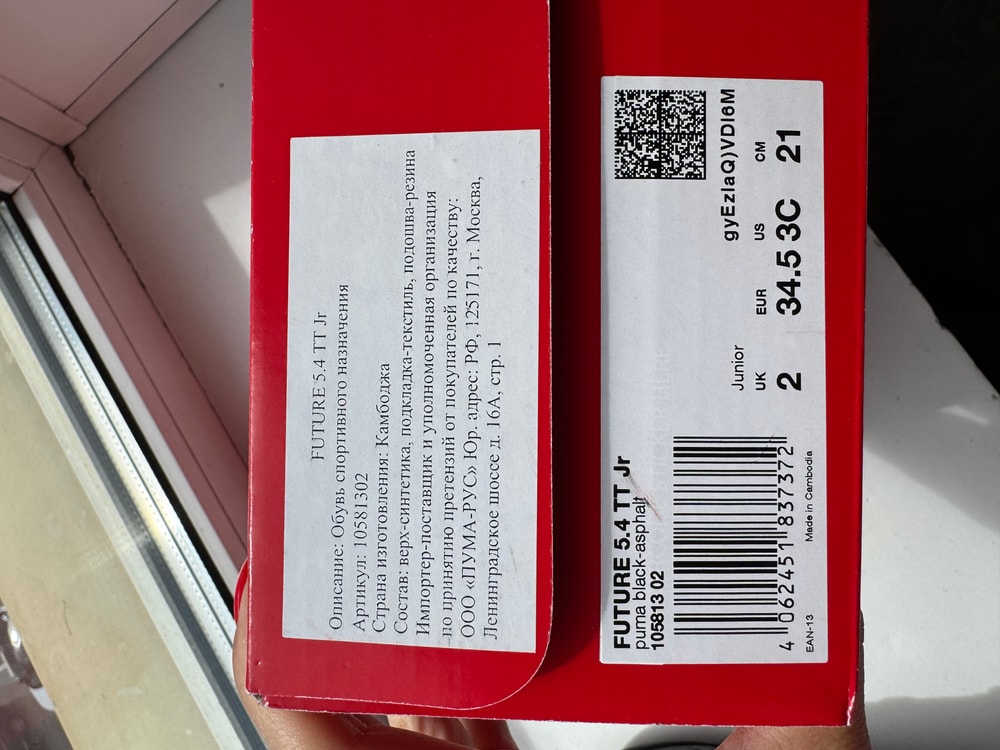 FUTURE 5.4 TT Jr
Описание: Обувь спортивного назначения
Артикул: 10581302
Страна изготовления: Камбоджа
Состав: верх-синтетика, подкладка-текстиль, подошва-резина
Импортер-поставщик и уполномоченная организация
по принятию претензий от покупателей по качеству:
ООО «ПУМА-РУС» Юр. адрес: РФ, 125171, г. Москва,
Ленинградское шоссе д. 16А, стр. 1
FUTURE 5.4 TT Jr
puma black-asphalt
105813 02
gyEzlaQ)VDI6M
Junior
UK EUR US CM
2 34.5 3C 21
4 062451 837372
EAN-13 Made in Cambodia